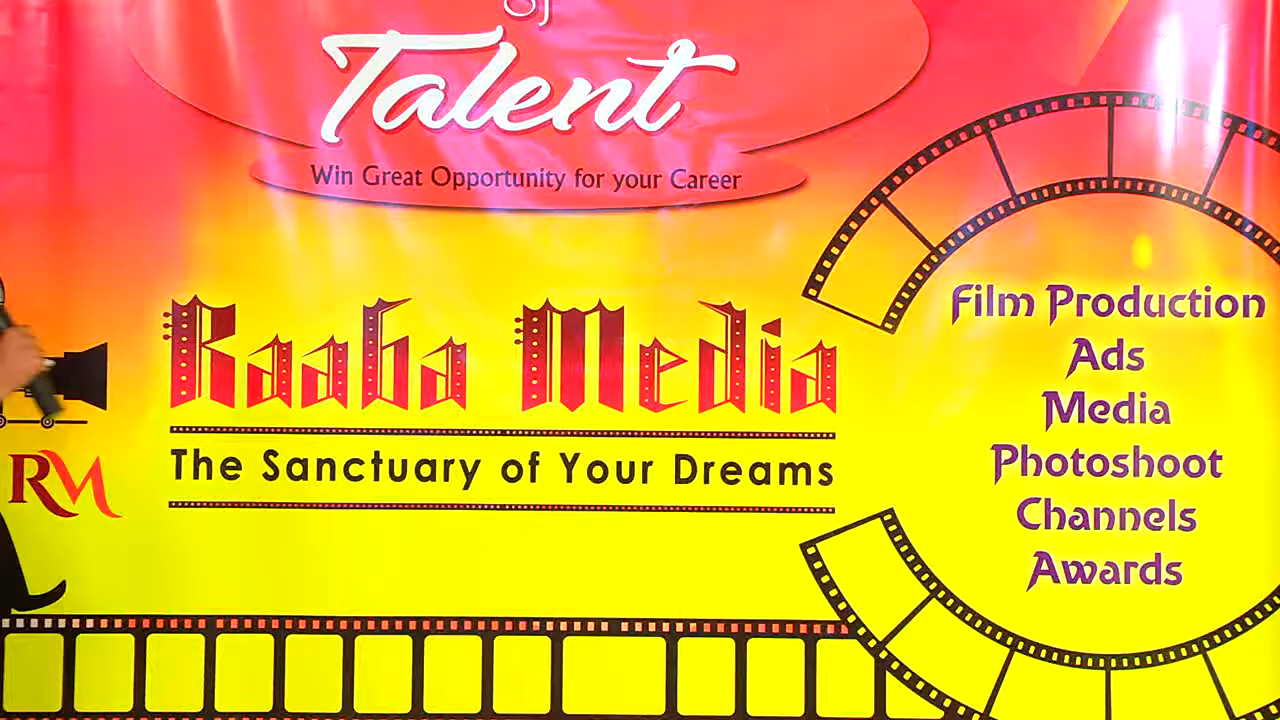 of
Talent
Win Great Opportunity for your Career
Raaba Media
The Sanctuary of Your Dreams
RM
Film Production
Ads
Media
Photoshoot
Channels
Awards